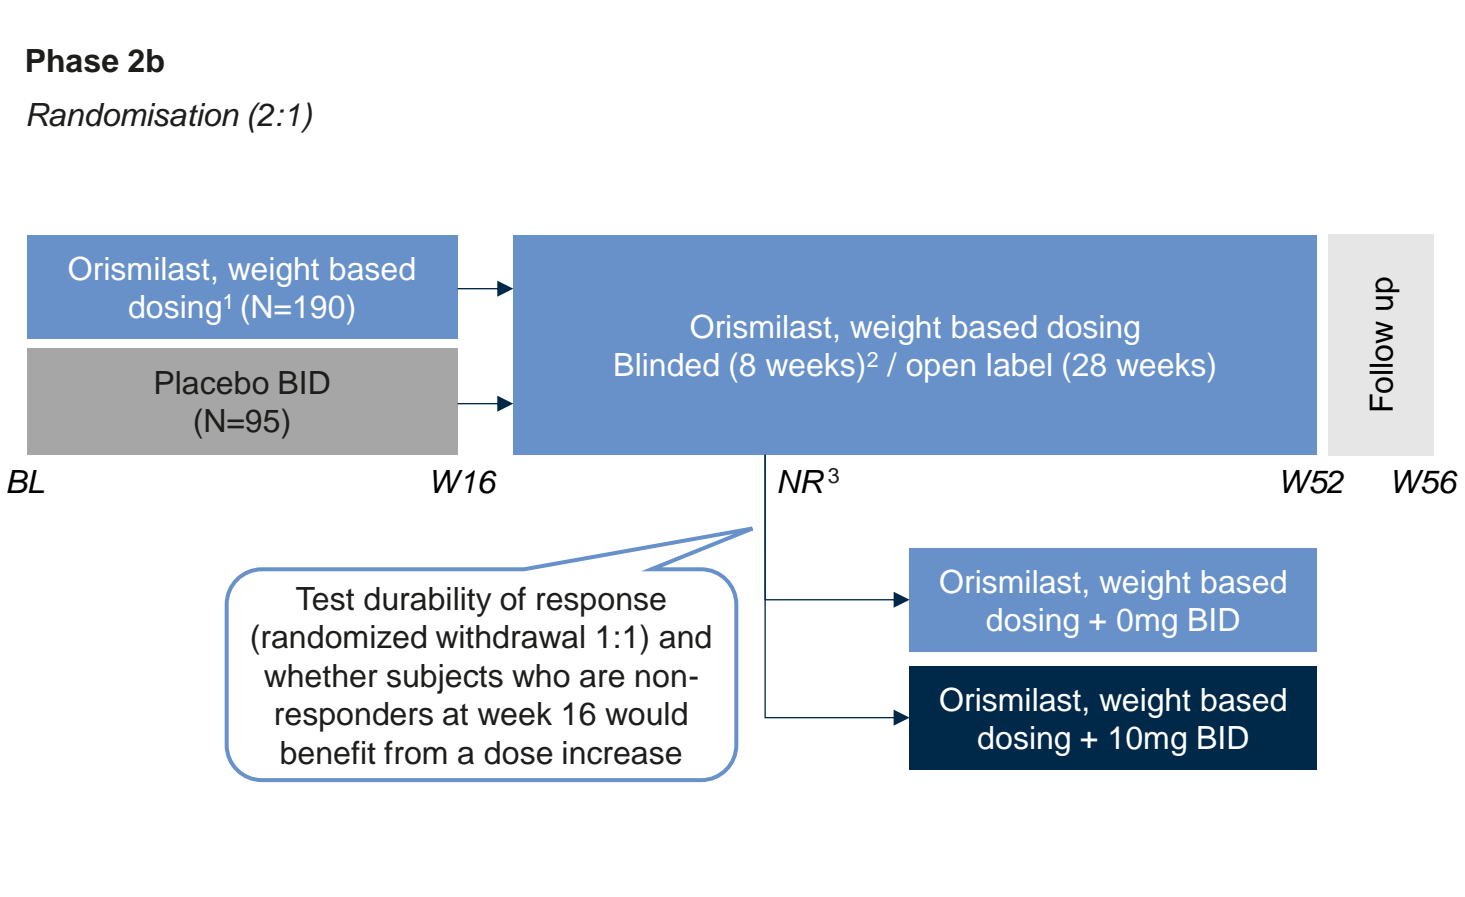 Phase 2b
Randomisation (2:1)
Orismilast, weight based
dosing¹ (N=190)
Placebo BID
(N=95)
Orismilast, weight based dosing
Blinded (8 weeks)² / open label (28 weeks)
Follow up
BL
W16
NR³
W52
W56
Test durability of response
(randomized withdrawal 1:1) and
whether subjects who are non-
responders at week 16 would
benefit from a dose increase
Orismilast, weight based
dosing + 0mg BID
Orismilast, weight based
dosing + 10mg BID